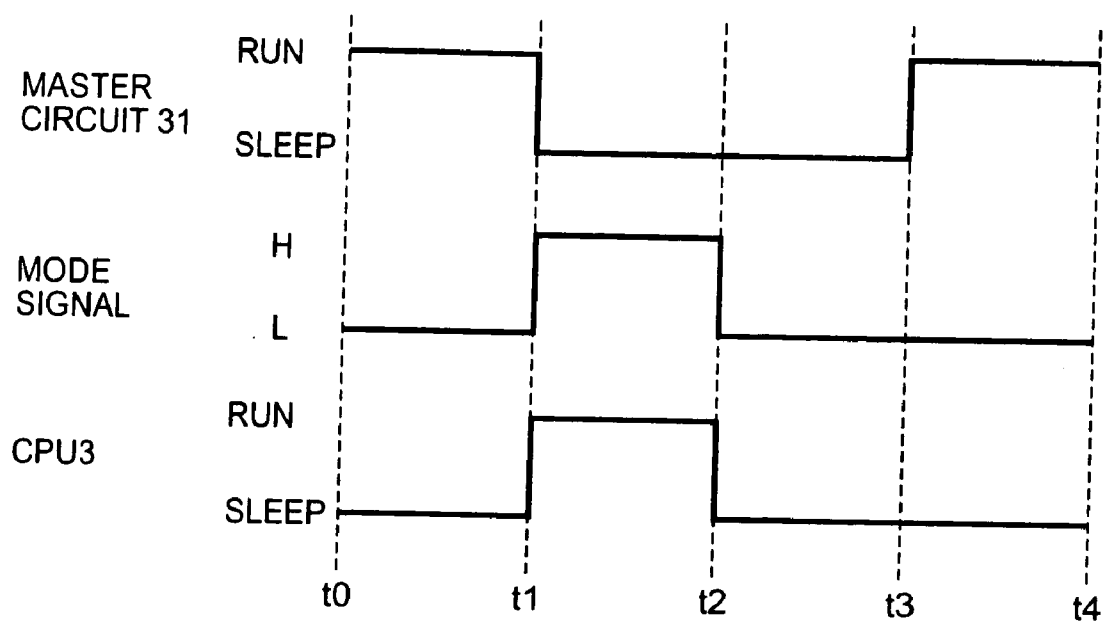 RUN
MASTER
CIRCUIT 31
SLEEP
H
MODE
SIGNAL
L
RUN
CPU3
SLEEP
t0 t1 t2 t3 t4